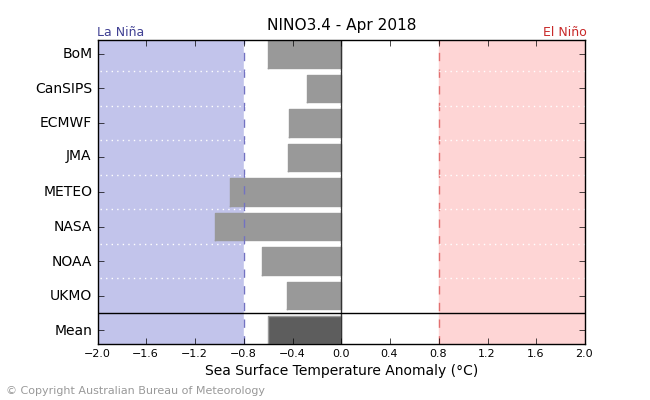 NINO3.4 - Apr 2018
La Niña
El Niño
BoM
CanSIPS
ECMWF
JMA
METEO
NASA
NOAA
UKMO
Mean
−2.0 −1.6 −1.2 −0.8 −0.4 0.0 0.4 0.8 1.2 1.6 2.0
Sea Surface Temperature Anomaly (°C)
© Copyright Australian Bureau of Meteorology